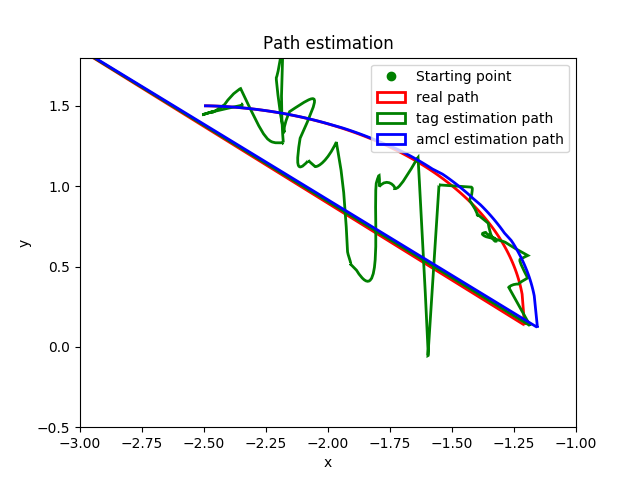 Path estimation
Starting point
real path
tag estimation path
amcl estimation path
y
1.5
1.0
0.5
0.0
−0.5
−3.00 −2.75 −2.50 −2.25 −2.00 −1.75 −1.50 −1.25 −1.00
x